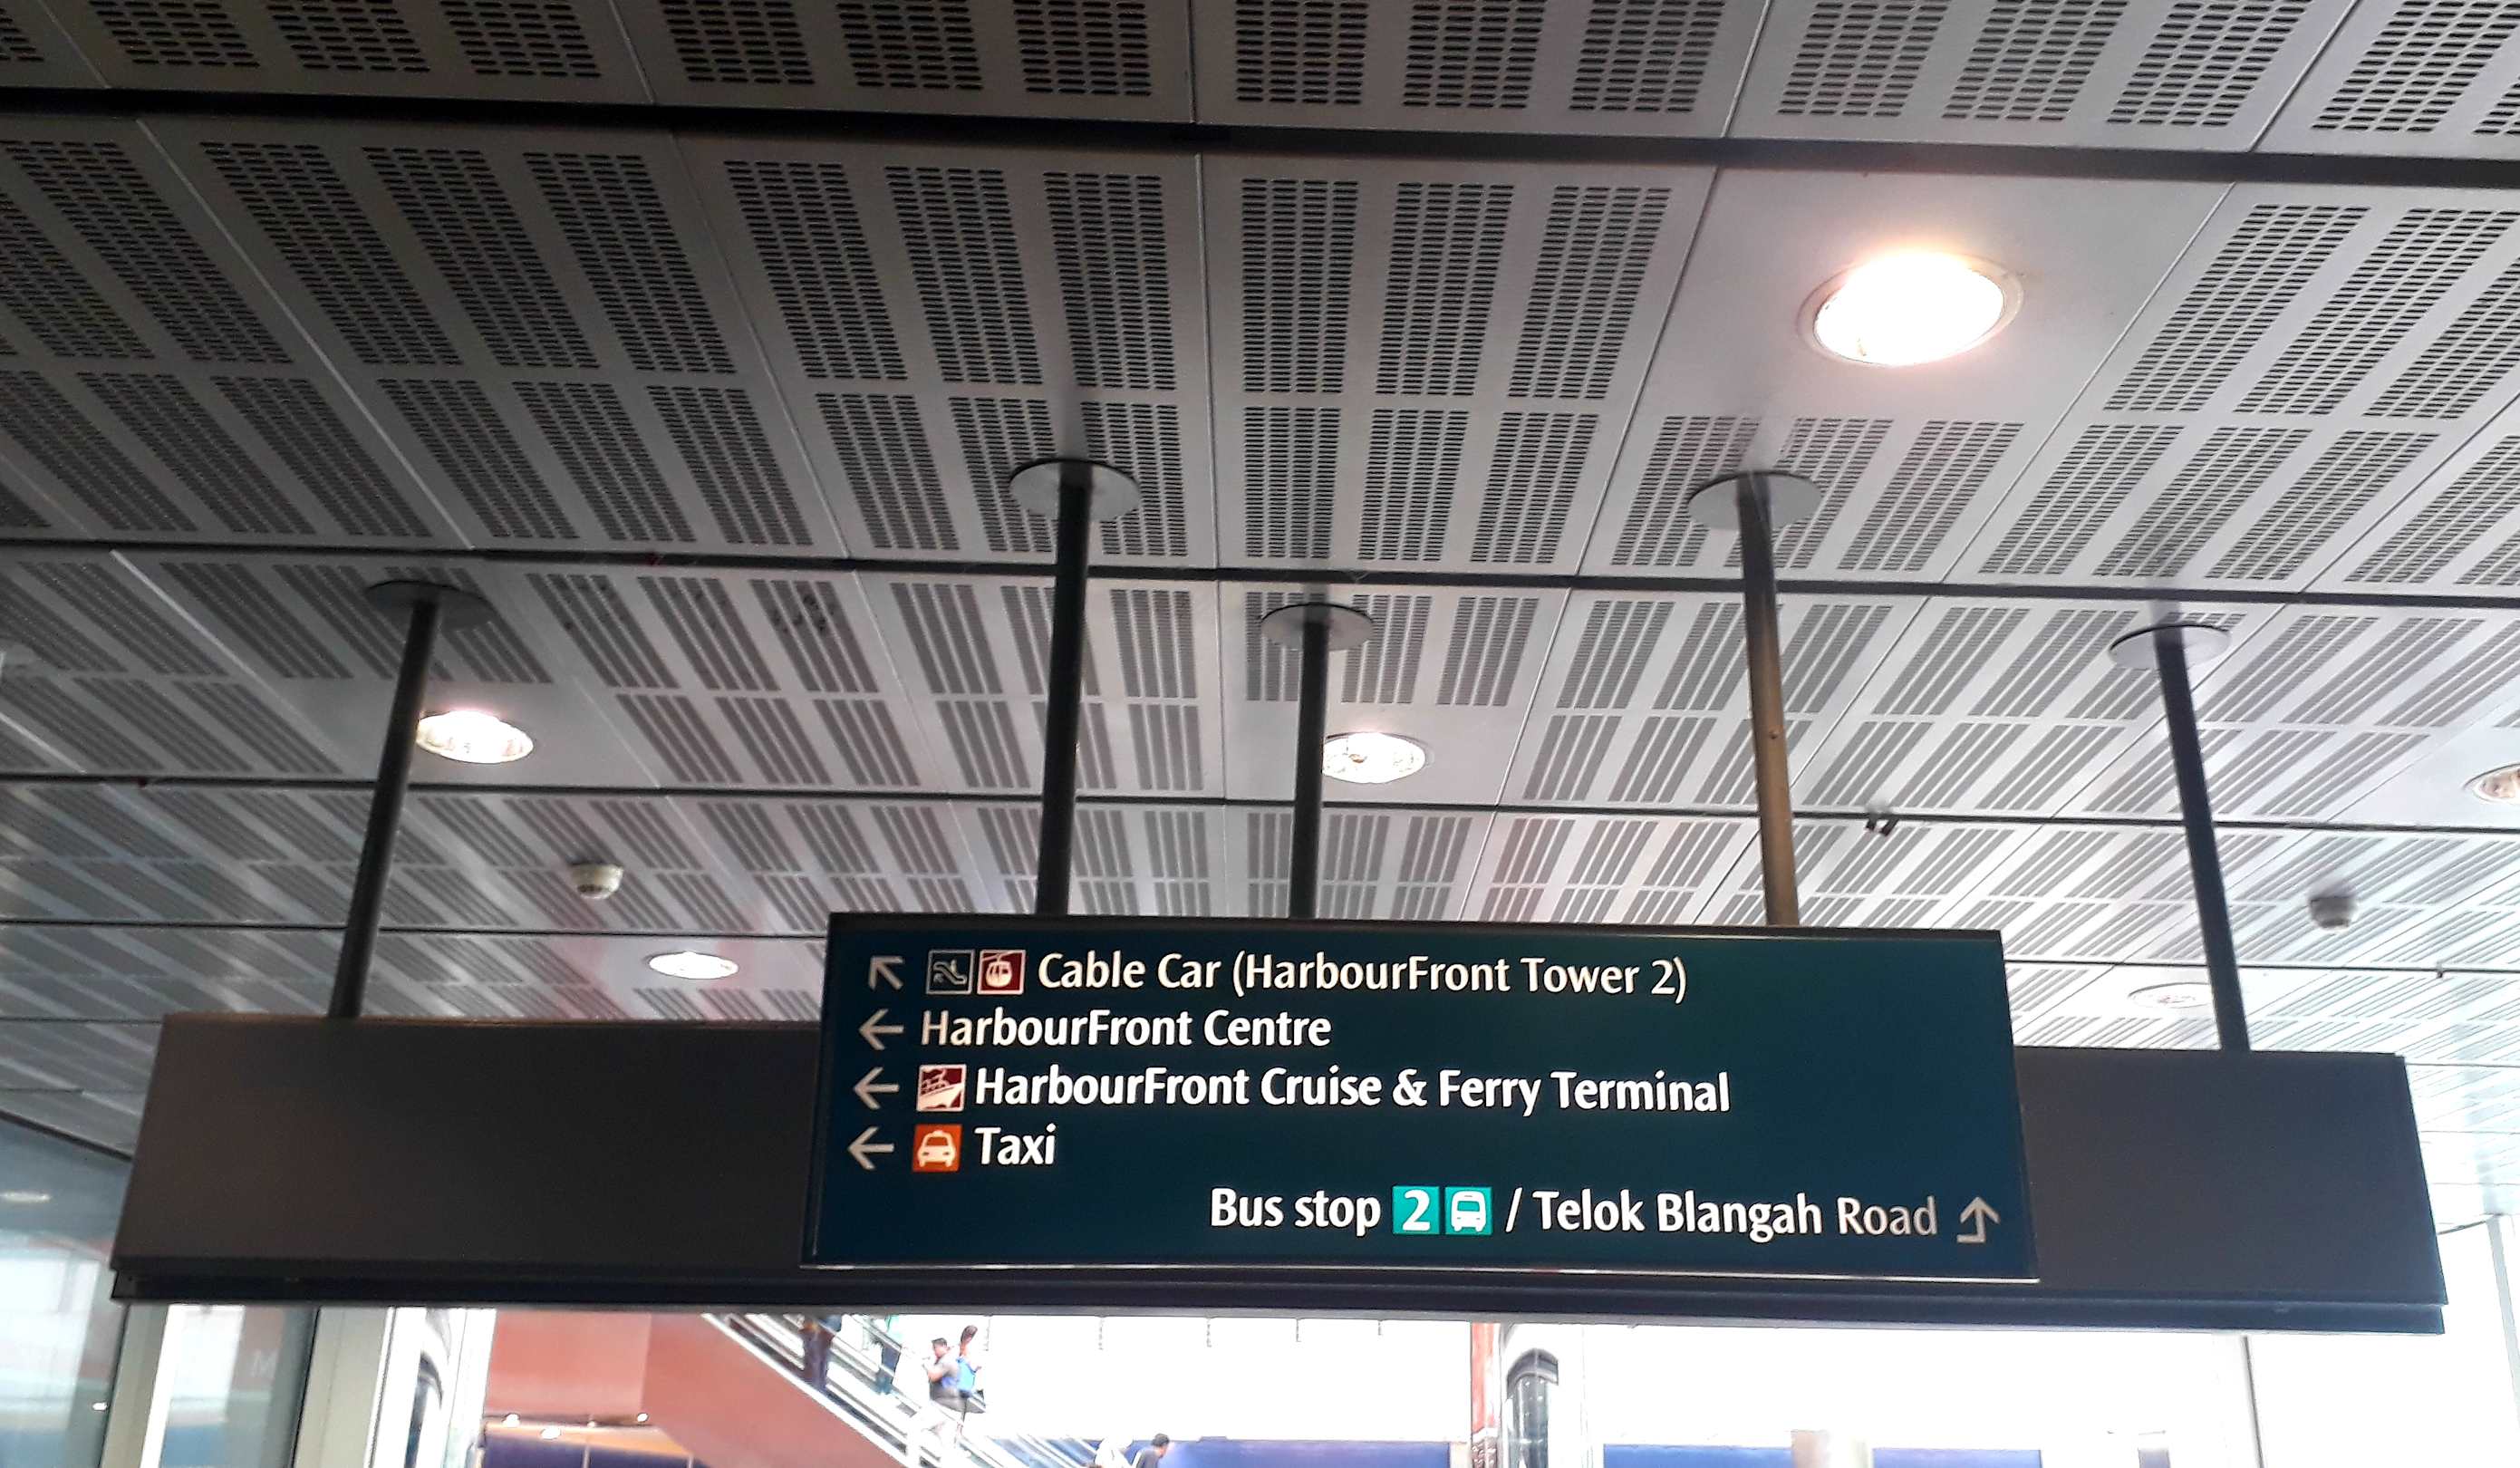 Cable Car (HarbourFront Tower 2)
HarbourFront Centre
HarbourFront Cruise & Ferry Terminal
Taxi
Bus stop 2 / Telok Blangah Road